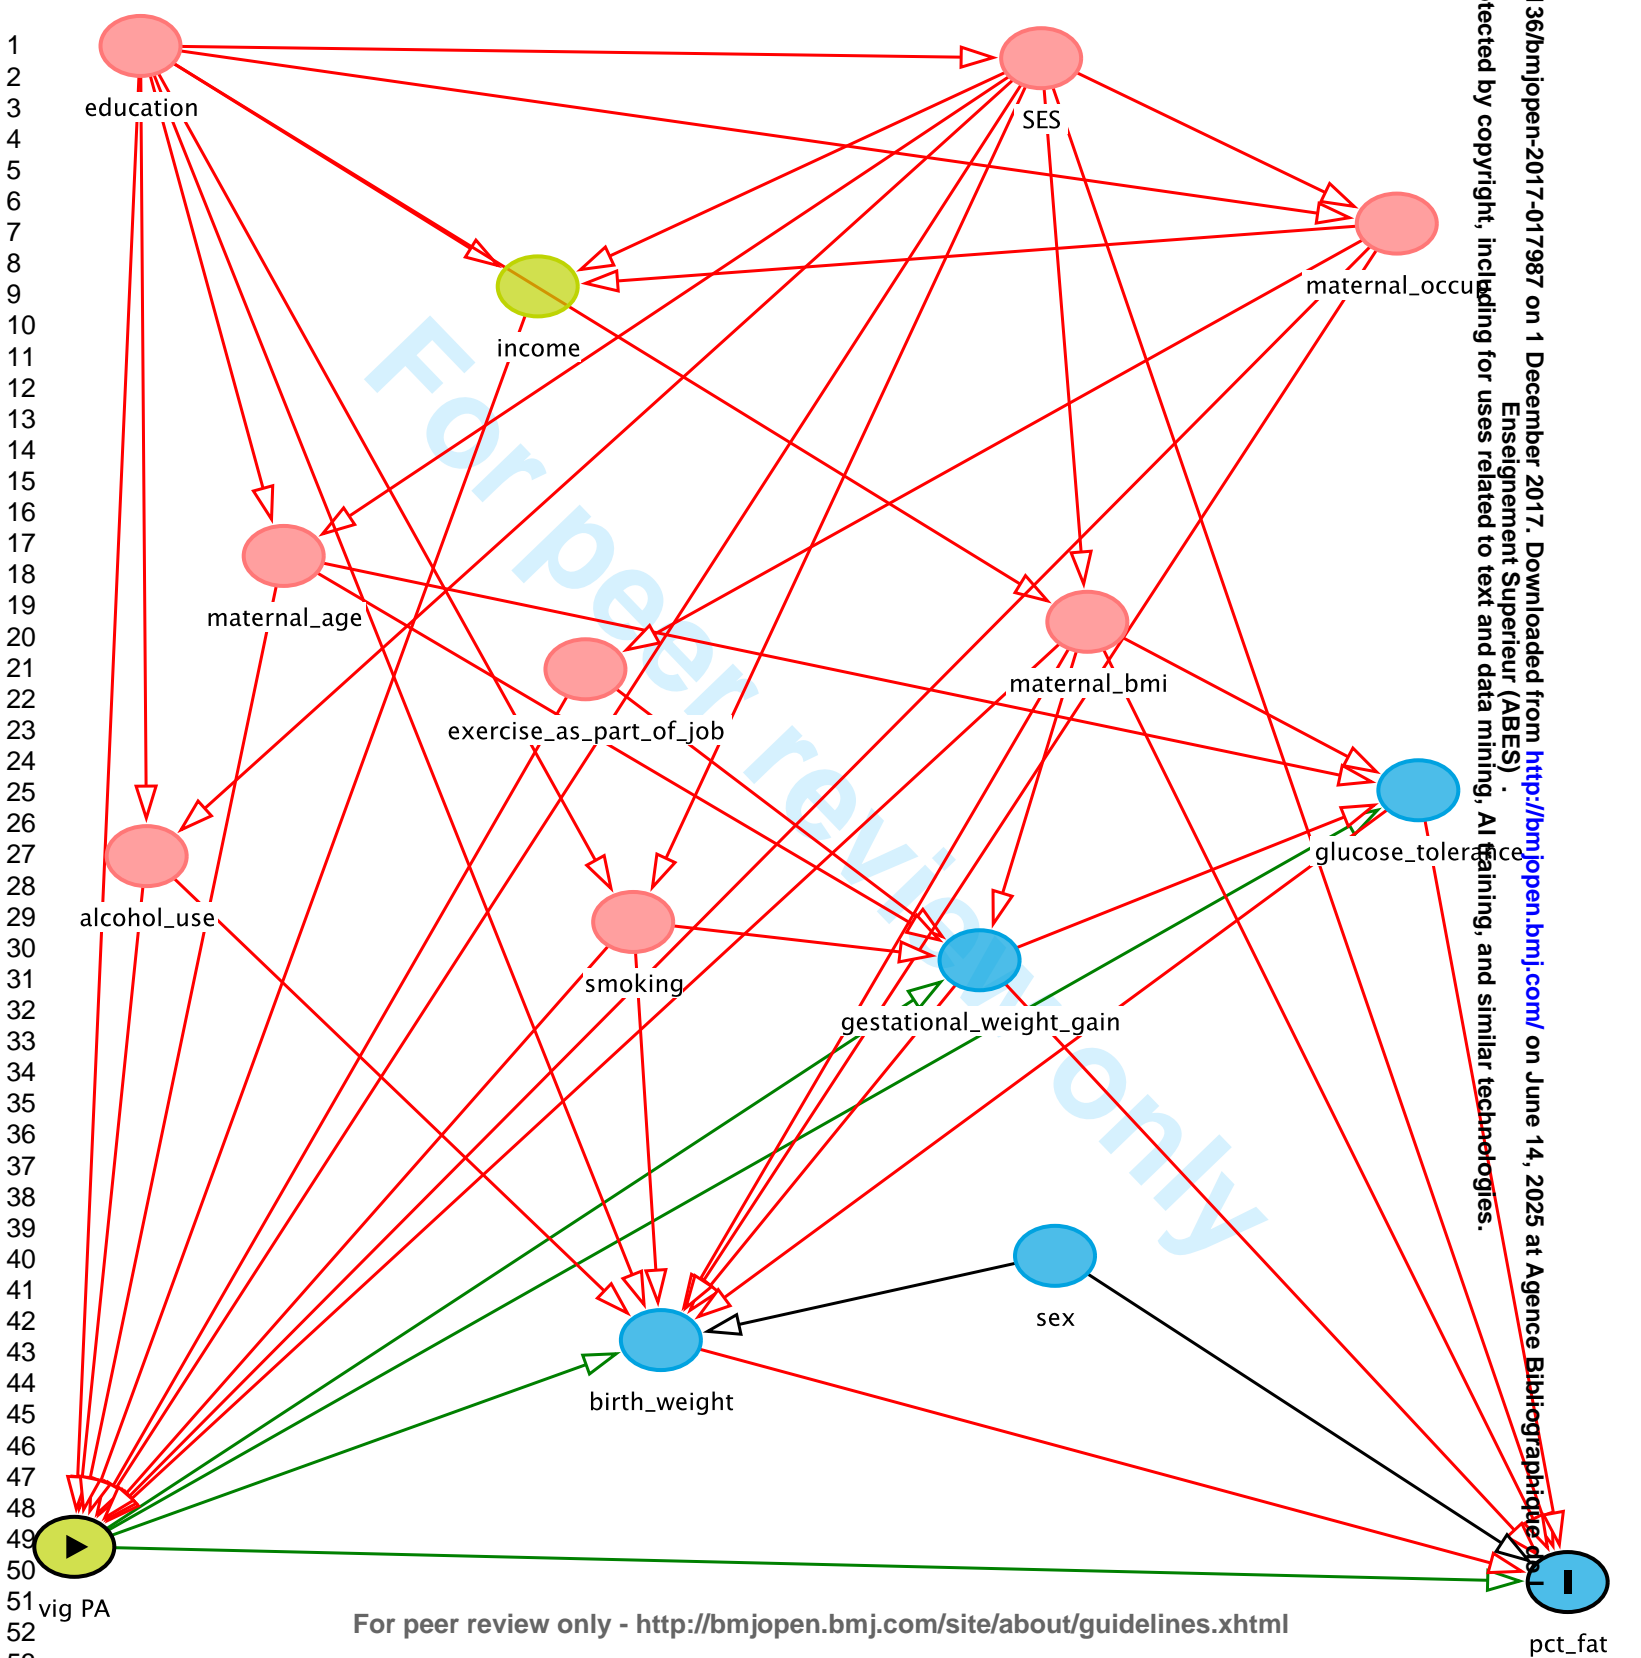 1
2
3
4
5
6
7
8
9
10
11
12
13
14
15
16
17
18
19
20
21
22
23
24
25
26
27
28
29
30
31
32
33
34
35
36
37
38
39
40
41
42
43
44
45
46
47
48
49
50
51
52
education
SES
maternal_occup
income
maternal_age
maternal_bmi
exercise_as_part_of_job
glucose_tolerance
alcohol_use
smoking
gestational_weight_gain
sex
birth_weight
vig PA
pct_fat
For peer review only
For peer review only - http://bmjopen.bmj.com/site/about/guidelines.xhtml
136/bmjopen-2017-017987 on 1 December 2017. Downloaded from http://bmjopen.bmj.com/ on June 14, 2025 at Agence Bibliographique de l
Enseignement Superieur (ABES) .
tected by copyright, including for uses related to text and data mining, AI training, and similar technologies.